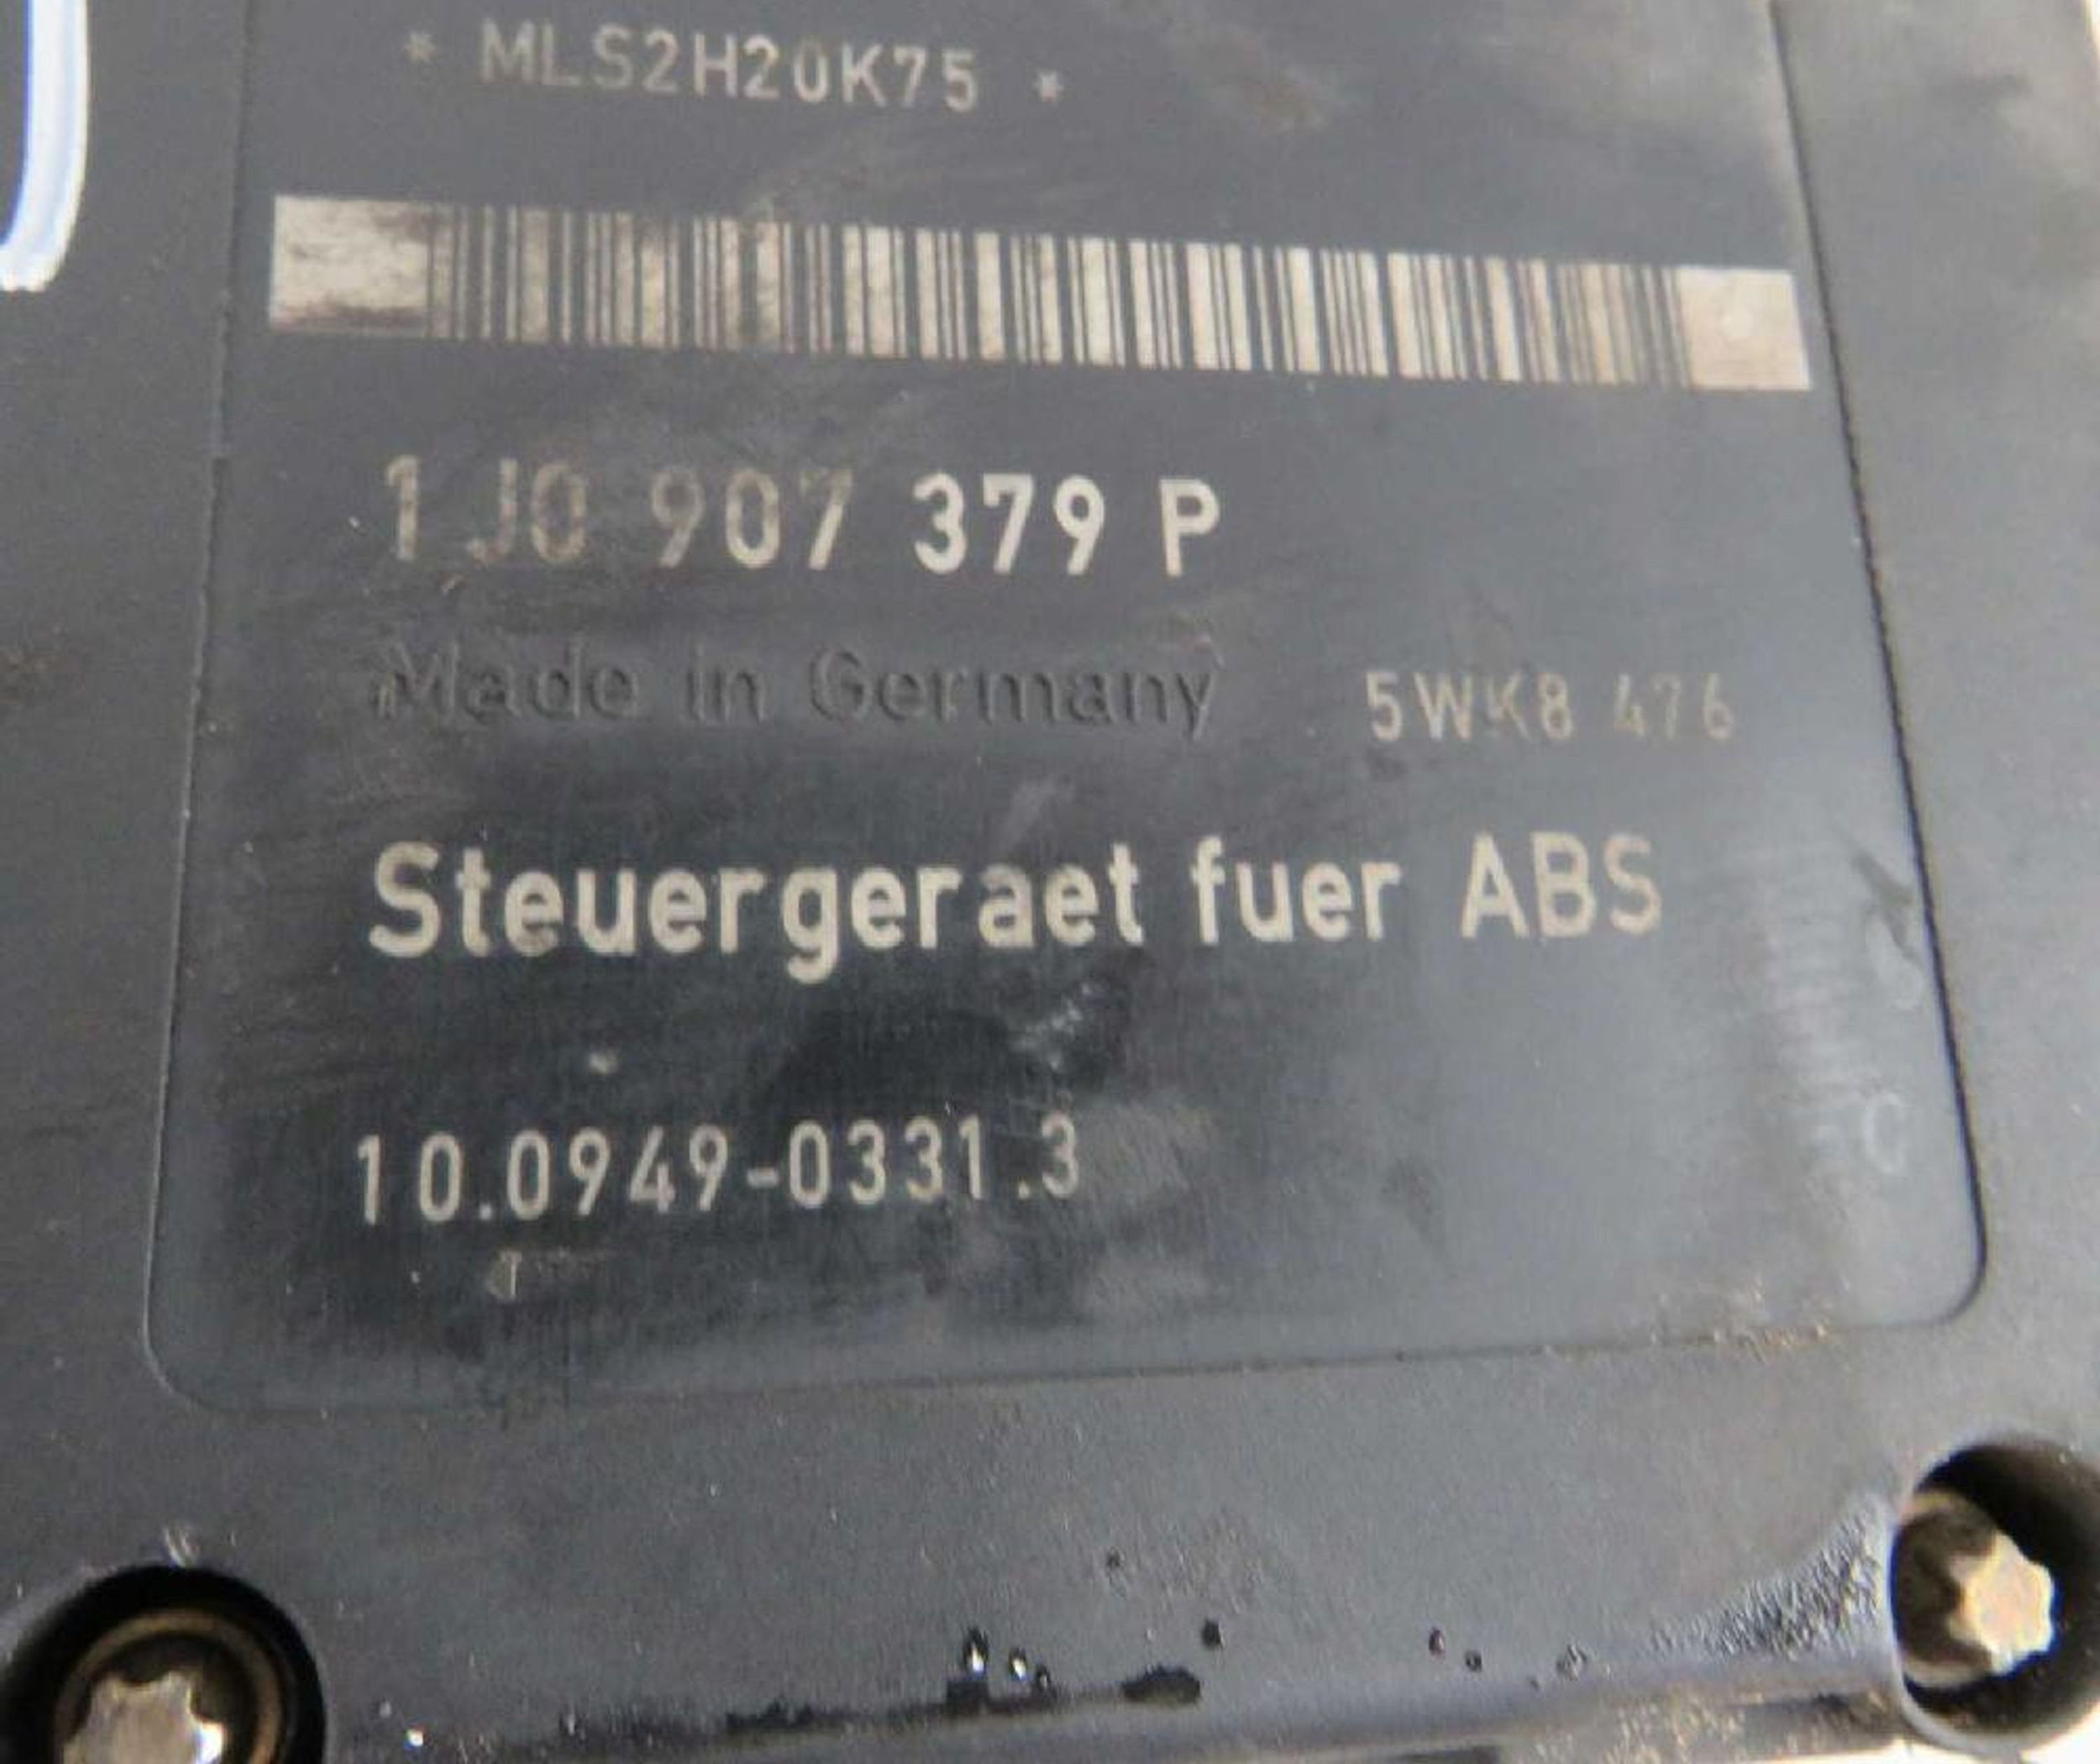 * MLS2H20K75 *
1J0 907 379 P
Made in Germany 5WK8 476
Steuergeraet fuer ABS
10.0949-0331.3